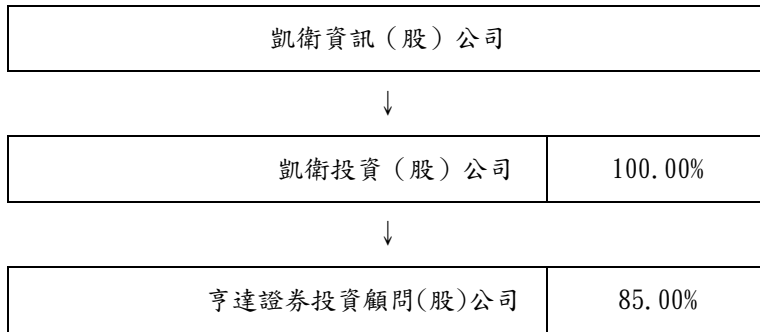 凱衛資訊（股）公司
↓
凱衛投資（股）公司 100.00%
↓
亨達證券投資顧問(股)公司 85.00%